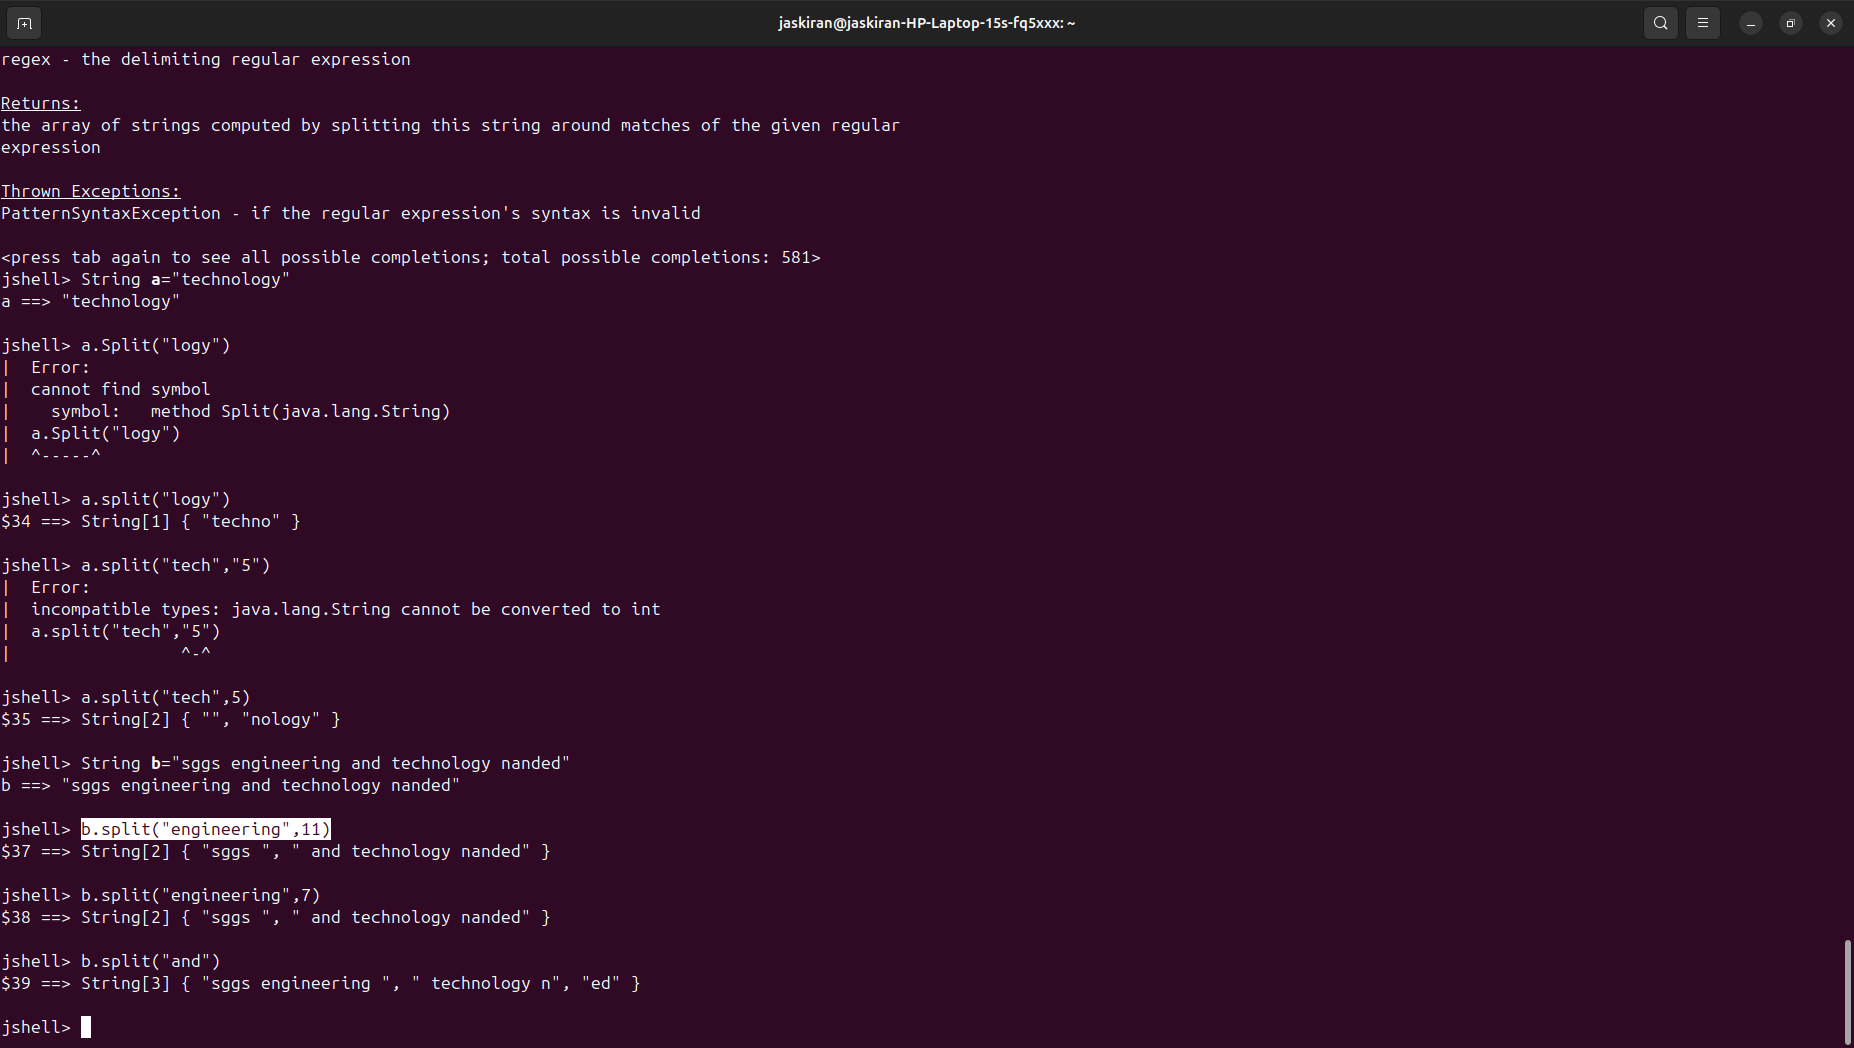 jaskiran@jaskiran-HP-Laptop-15s-fq5xxx: ~
regex - the delimiting regular expression
Returns:
the array of strings computed by splitting this string around matches of the given regular
expression
Thrown Exceptions:
PatternSyntaxException - if the regular expression's syntax is invalid
<press tab again to see all possible completions; total possible completions: 581>
jshell> String a="technology"
a ==> "technology"
jshell> a.Split("logy")
|  Error:
|  cannot find symbol
|    symbol:   method Split(java.lang.String)
|  a.Split("logy")
|  ^-----^
jshell> a.split("logy")
$34 ==> String[1] { "techno" }
jshell> a.split("tech","5")
|  Error:
|  incompatible types: java.lang.String cannot be converted to int
|  a.split("tech","5")
|                 ^-^
jshell> a.split("tech",5)
$35 ==> String[2] { "", "nology" }
jshell> String b="sggs engineering and technology nanded"
b ==> "sggs engineering and technology nanded"
jshell> b.split("engineering",11)
$37 ==> String[2] { "sggs ", " and technology nanded" }
jshell> b.split("engineering",7)
$38 ==> String[2] { "sggs ", " and technology nanded" }
jshell> b.split("and")
$39 ==> String[3] { "sggs engineering ", " technology n", "ed" }
jshell>